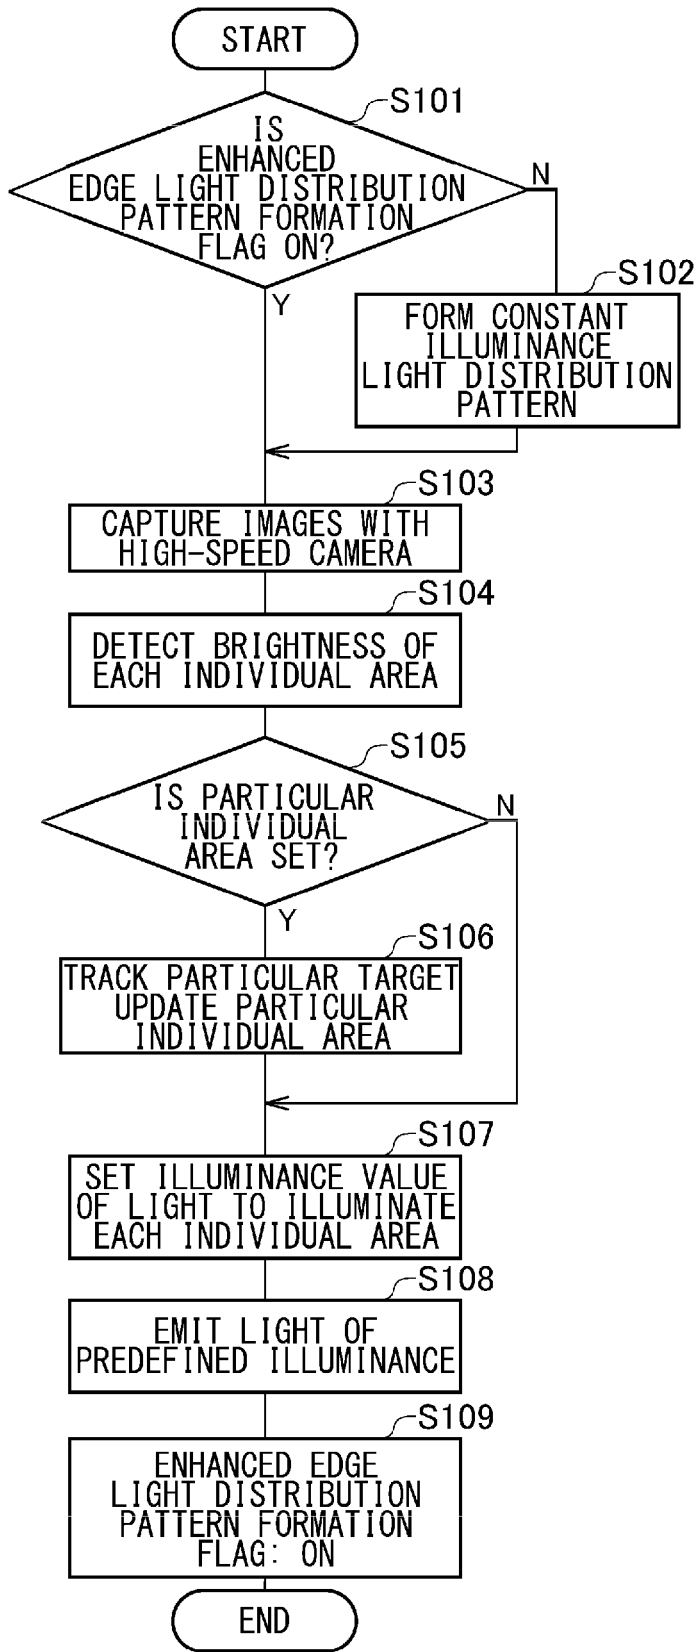 START
S101
IS
ENHANCED
EDGE LIGHT DISTRIBUTION
PATTERN FORMATION
FLAG ON?
N
Y
S102
FORM CONSTANT
ILLUMINANCE
LIGHT DISTRIBUTION
PATTERN
S103
CAPTURE IMAGES WITH
HIGH-SPEED CAMERA
S104
DETECT BRIGHTNESS OF
EACH INDIVIDUAL AREA
S105
IS PARTICULAR
INDIVIDUAL
AREA SET?
N
Y
S106
TRACK PARTICULAR TARGET
UPDATE PARTICULAR
INDIVIDUAL AREA
S107
SET ILLUMINANCE VALUE
OF LIGHT TO ILLUMINATE
EACH INDIVIDUAL AREA
S108
EMIT LIGHT OF
PREDEFINED ILLUMINANCE
S109
ENHANCED EDGE
LIGHT DISTRIBUTION
PATTERN FORMATION
FLAG: ON
END